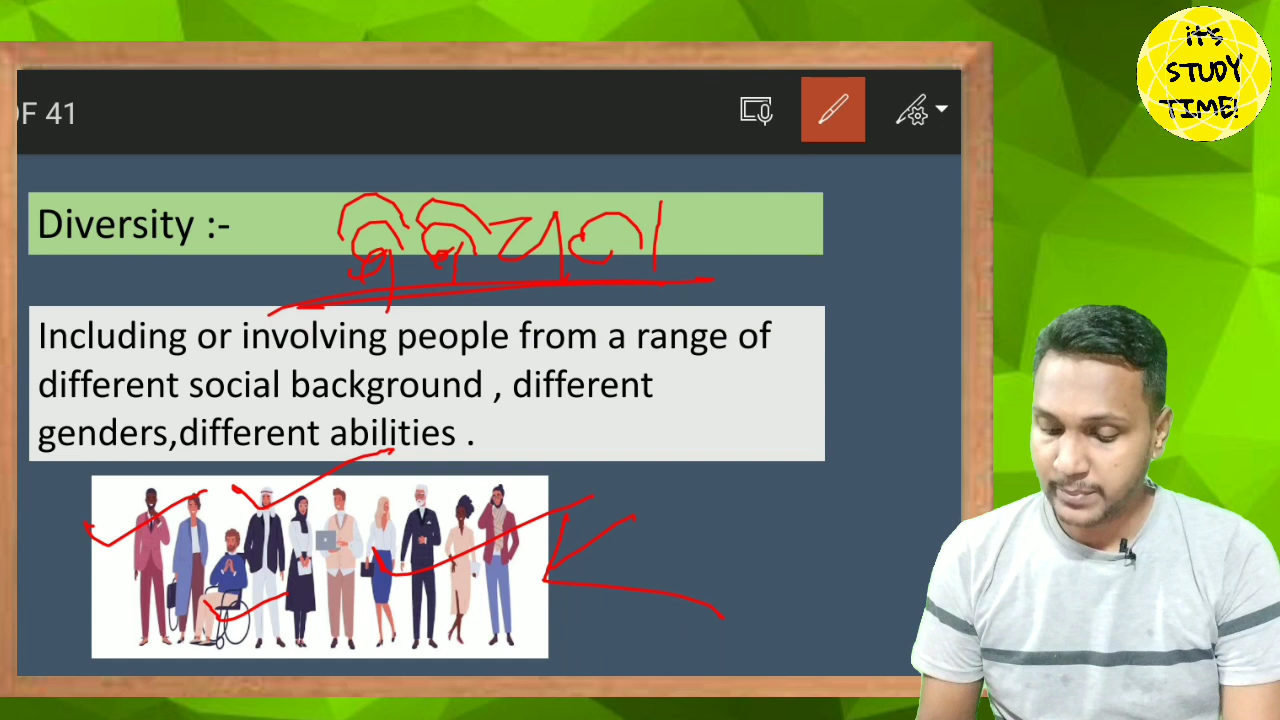 IT'S
STUDY
TIME!
OF 41
Diversity :-
Including or involving people from a range of
different social background , different
genders,different abilities .